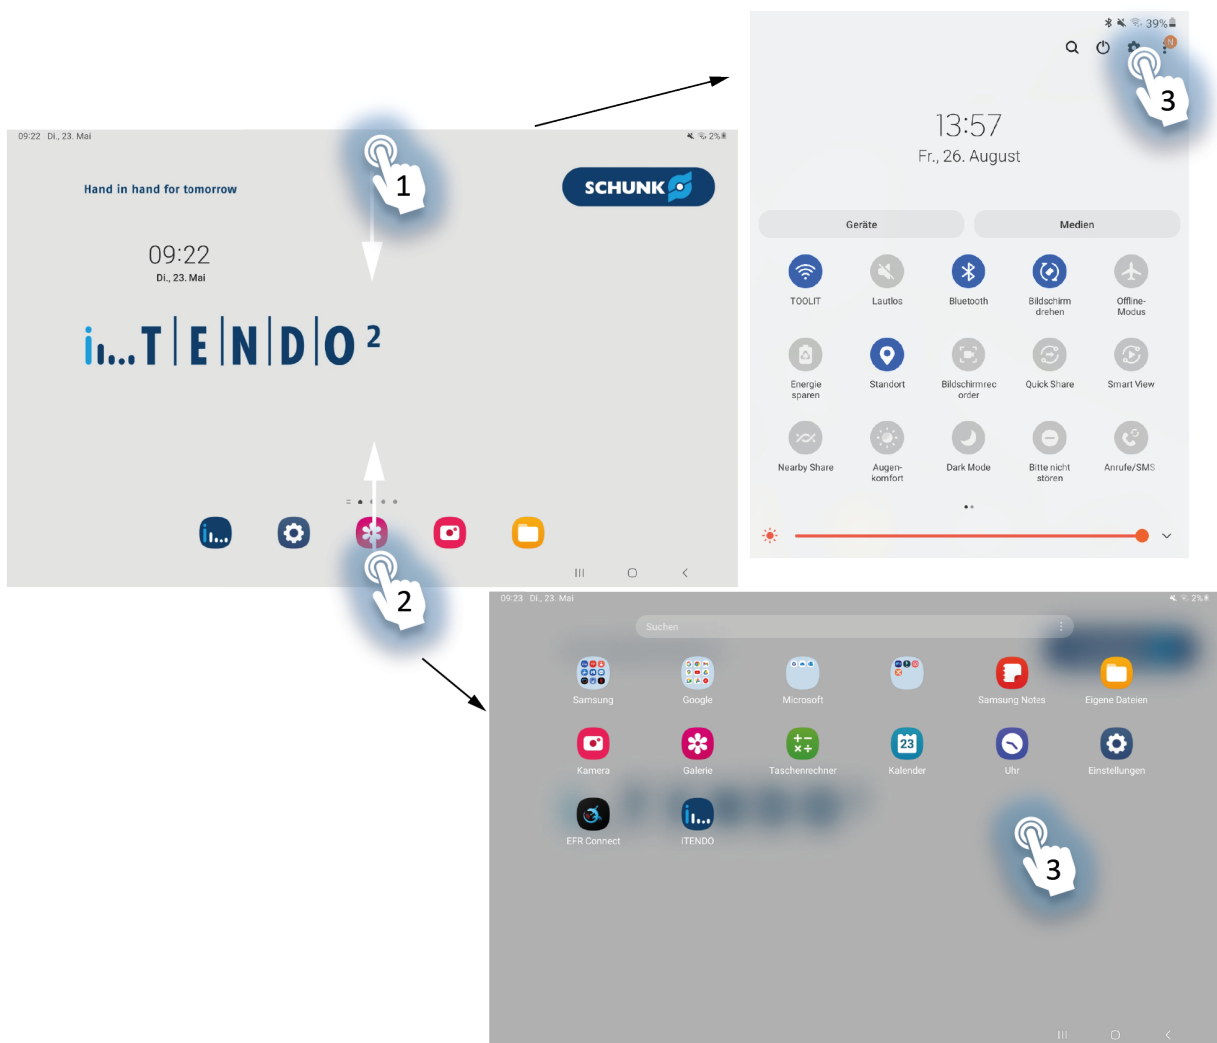 39%
3
13:57
Fr., 26. August
Geräte
Medien
TOOLIT
Lautlos
Bluetooth
Bildschirm
drehen
Offline-
Modus
Energie
sparen
Standort
Bildschirmrec
order
Quick Share
Smart View
Nearby Share
Augen-
komfort
Dark Mode
Bitte nicht
stören
Anrufe/SMS
09:22 Di., 23. Mai
2%
1
Hand in hand for tomorrow
SCHUNK
09:22
Di., 23. Mai
i...TENDO²
2
09:23 Di., 23. Mai
2%
Suchen
Samsung
Google
Microsoft
Samsung Notes
Eigene Dateien
Kamera
Galerie
Taschenrechner
23
Kalender
Uhr
Einstellungen
EFR Connect
iTENDO
3